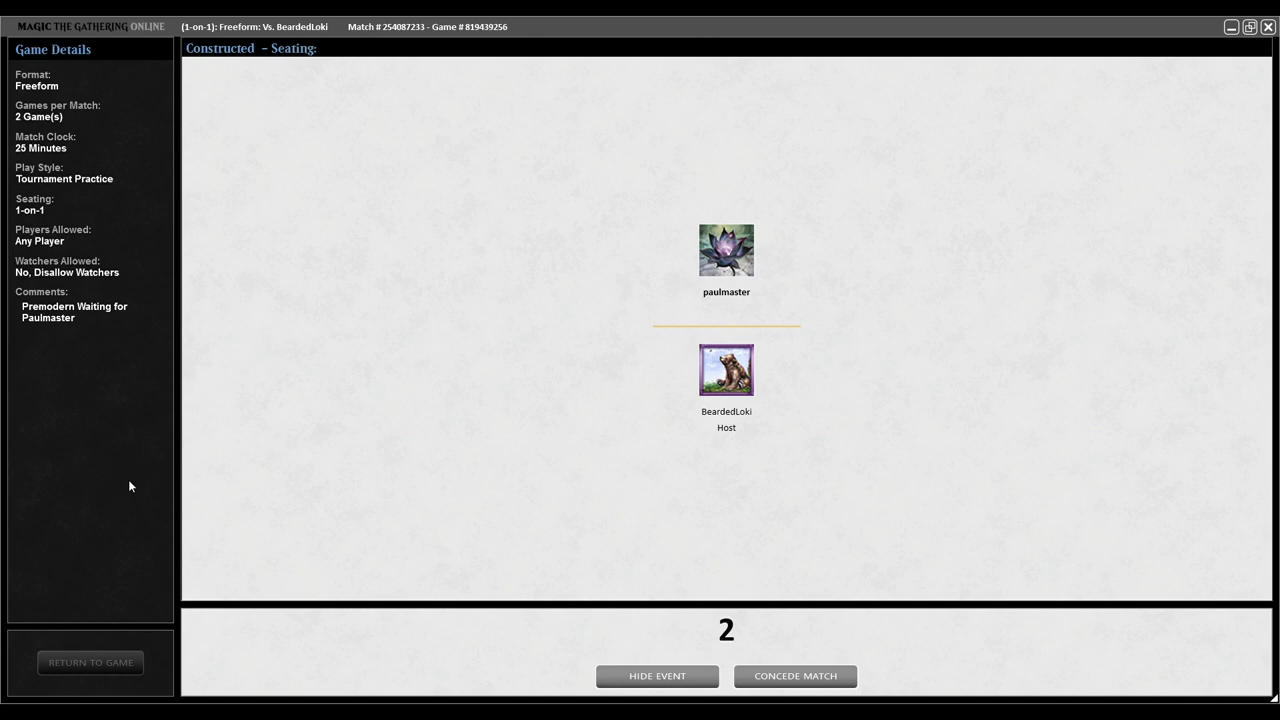 MAGIC THE GATHERING ONLINE
(1-on-1): Freeform: Vs. BeardedLoki
Match # 254087233 - Game # 819439256
Game Details
Format:
Freeform
Games per Match:
2 Game(s)
Match Clock:
25 Minutes
Play Style:
Tournament Practice
Seating:
1-on-1
Players Allowed:
Any Player
Watchers Allowed:
No, Disallow Watchers
Comments:
Premodern Waiting for
Paulmaster
RETURN TO GAME
Constructed – Seating:
paulmaster
BeardedLoki
Host
2
HIDE EVENT
CONCEDE MATCH